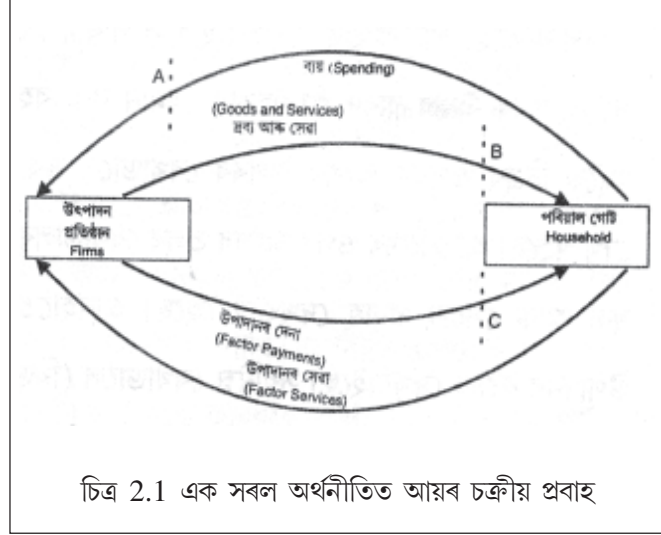 ব্যয় (Spending)
A
(Goods and Services)
দ্ৰব্য আৰু সেৱা
B
উৎপাদন
প্ৰতিষ্ঠান
Firms
পৰিয়াল গোট
Household
C
উপাদানৰ দেনা
(Factor Payments)
উপাদানৰ সেৱা
(Factor Services)
চিত্ৰ 2.1 এক সৰল অৰ্থনীতিত আয়ৰ চক্ৰীয় প্ৰবাহ